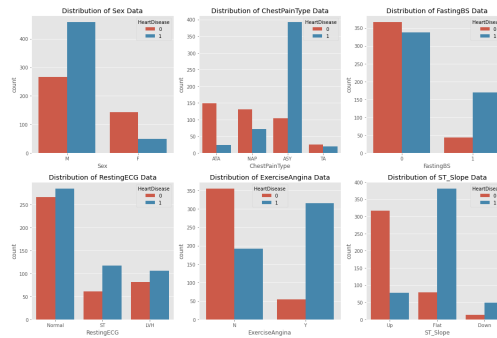 Distribution of Sex Data
HeartDisease
0
1
400
300
200
100
0
count
M
F
Sex
Distribution of ChestPainType Data
HeartDisease
0
1
400
350
300
250
200
150
100
50
0
count
ATA
NAP
ASY
TA
ChestPainType
Distribution of FastingBS Data
HeartDisease
0
1
350
300
250
200
150
100
50
0
count
0
1
FastingBS
Distribution of RestingECG Data
HeartDisease
0
1
250
200
150
100
50
0
count
Normal
ST
LVH
RestingECG
Distribution of ExerciseAngina Data
HeartDisease
0
1
350
300
250
200
150
100
50
0
count
N
Y
ExerciseAngina
Distribution of ST_Slope Data
HeartDisease
0
1
400
350
300
250
200
150
100
50
0
count
Up
Flat
Down
ST_Slope